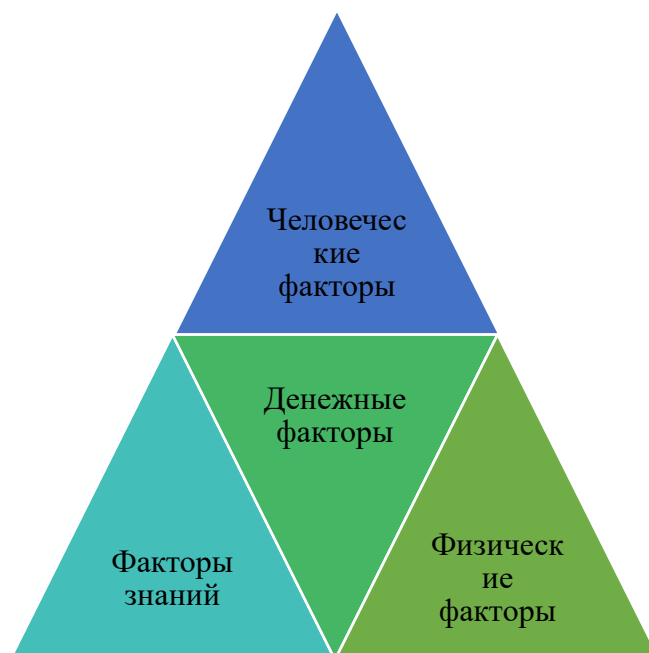 Человечес
кие
факторы
Денежные
факторы
Факторы
знаний
Физическ
ие
факторы